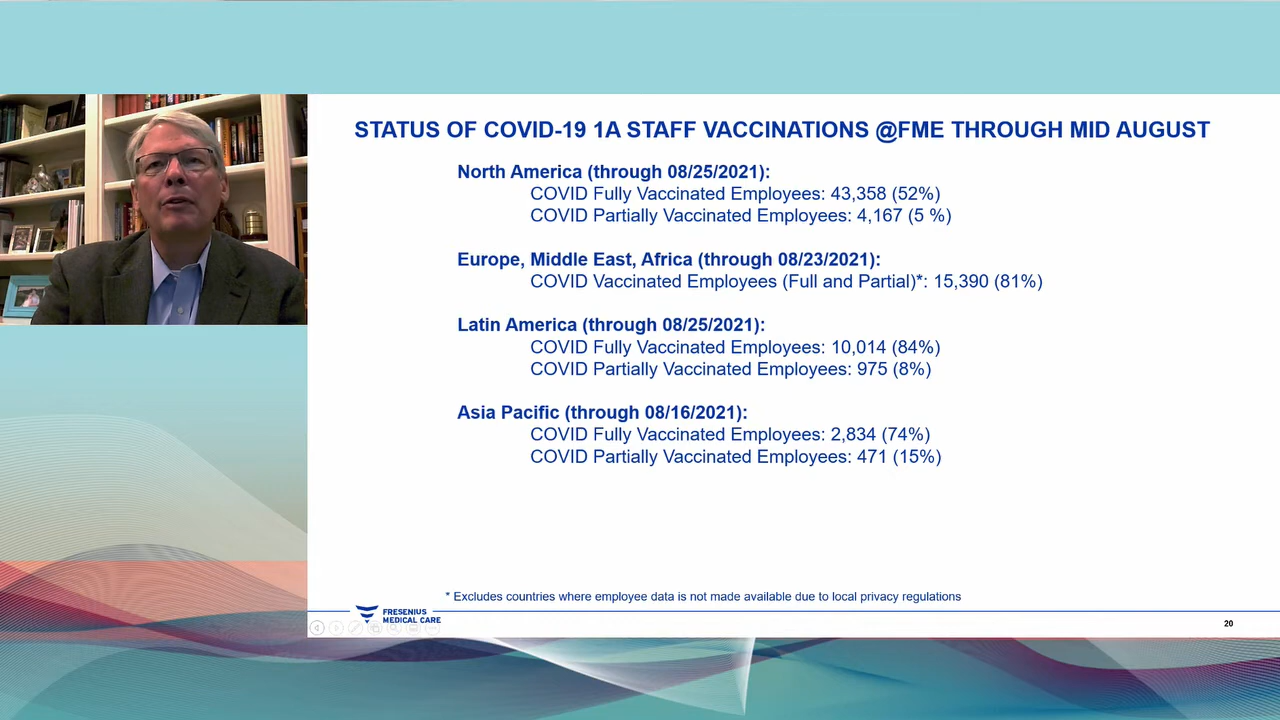 STATUS OF COVID-19 1A STAFF VACCINATIONS @FME THROUGH MID AUGUST
North America (through 08/25/2021):
COVID Fully Vaccinated Employees: 43,358 (52%)
COVID Partially Vaccinated Employees: 4,167 (5 %)
Europe, Middle East, Africa (through 08/23/2021):
COVID Vaccinated Employees (Full and Partial)*: 15,390 (81%)
Latin America (through 08/25/2021):
COVID Fully Vaccinated Employees: 10,014 (84%)
COVID Partially Vaccinated Employees: 975 (8%)
Asia Pacific (through 08/16/2021):
COVID Fully Vaccinated Employees: 2,834 (74%)
COVID Partially Vaccinated Employees: 471 (15%)
* Excludes countries where employee data is not made available due to local privacy regulations
FRESENIUS
MEDICAL CARE
20